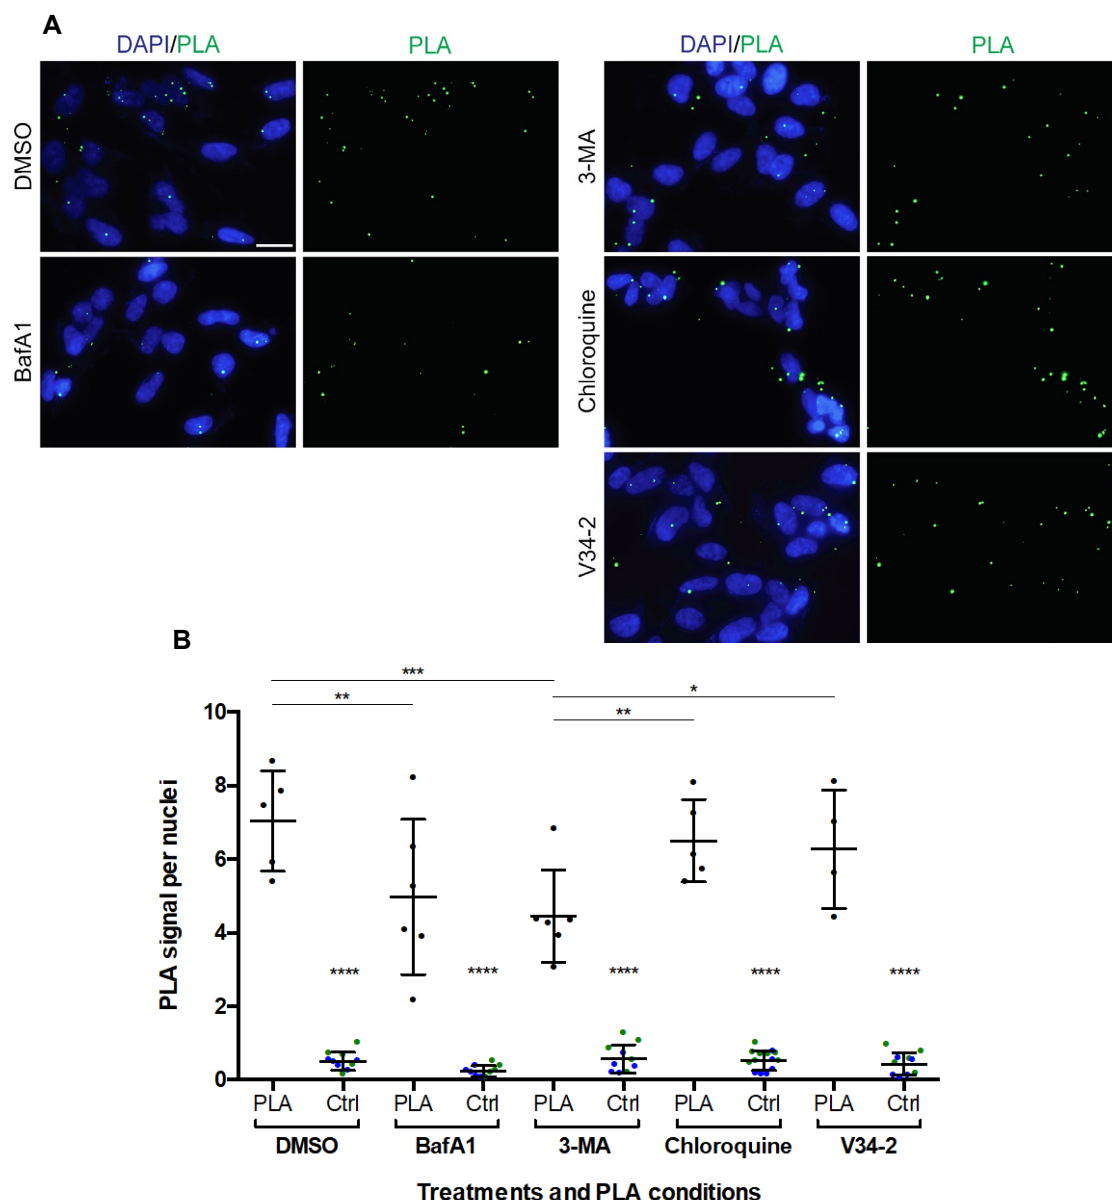 A
DAPI/PLA PLA DAPI/PLA PLA
DMSO
3-MA
BafA1
Chloroquine
V34-2
B
***
**
*
**
10
8
6
4
2
0
PLA signal per nuclei
**** **** **** **** ****
PLA Ctrl PLA Ctrl PLA Ctrl PLA Ctrl PLA Ctrl
DMSO BafA1 3-MA Chloroquine V34-2
Treatments and PLA conditions